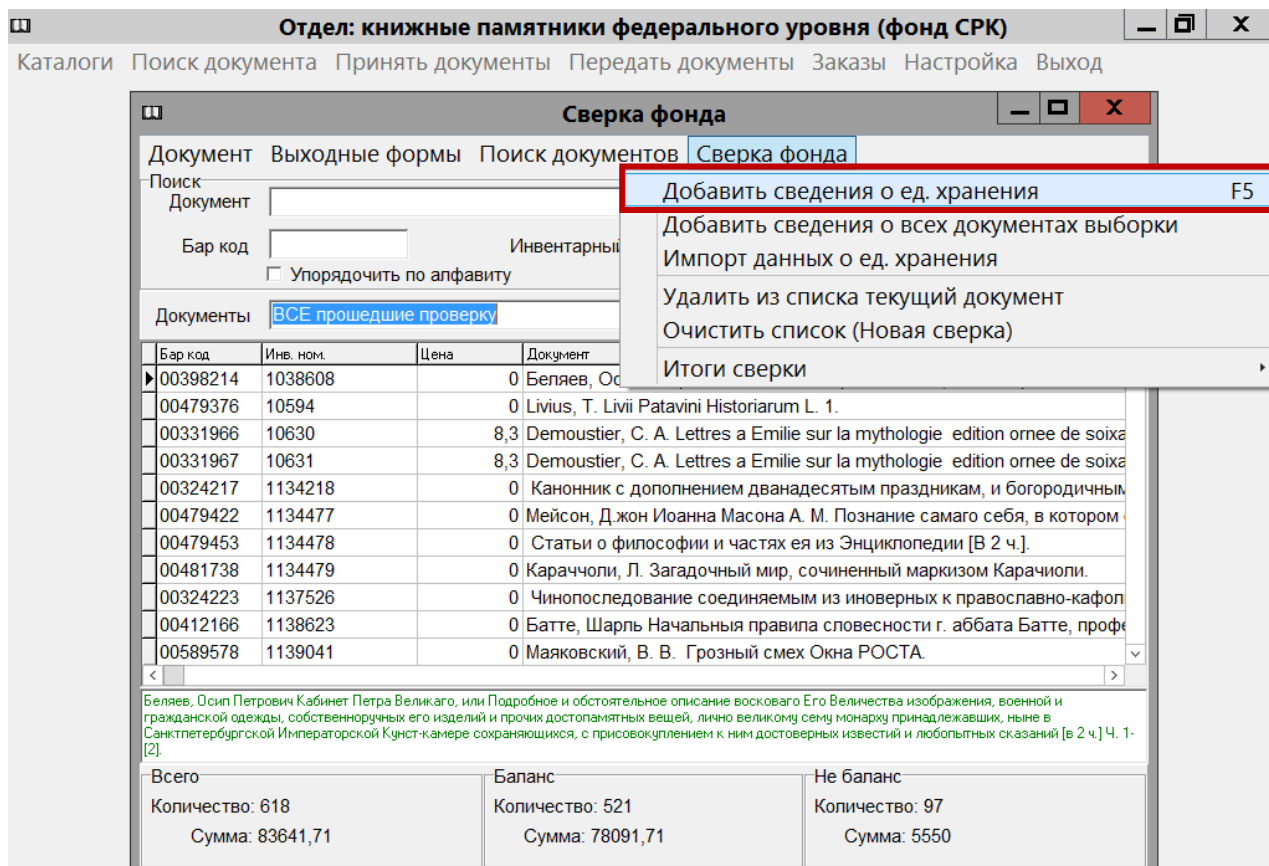 Отдел: книжные памятники федерального уровня (фонд СРК)
Каталоги Поиск документа Принять документы Передать документы Заказы Настройка Выход
Сверка фонда
Документ Выходные формы Поиск документов Сверка фонда
Поиск
Документ
Добавить сведения о ед. хранения F5
Добавить сведения о всех документах выборки
Импорт данных о ед. хранения
Удалить из списка текущий документ
Очистить список (Новая сверка)
Итоги сверки
Бар код Инвентарный
Упорядочить по алфавиту
Документы ВСЕ прошедшие проверку
Бар код Инв. ном. Цена Документ
00398214 1038608 0 Беляев, Ос
00479376 10594 0 Livius, T. Livii Patavini Historiarum L. 1.
00331966 10630 8,3 Demoustier, C. A. Lettres a Emilie sur la mythologie edition ornee de soixa
00331967 10631 8,3 Demoustier, C. A. Lettres a Emilie sur la mythologie edition ornee de soixa
00324217 1134218 0 Канонник с дополнением дванадесятым праздникам, и богородичным
00479422 1134477 0 Мейсон, Д.жон Иоанна Масона А. М. Познание самаго себя, в котором
00479453 1134478 0 Статьи о философии и частях ея из Энциклопедии [В 2 ч.].
00481738 1134479 0 Караччоли, Л. Загадочный мир, сочиненный маркизом Карачиоли.
00324223 1137526 0 Чинопоследование соединяемым из иноверных к православно-кафол
00412166 1138623 0 Батте, Шарль Начальныя правила словесности г. аббата Батте, профе
00589578 1139041 0 Маяковский, В. В. Грозный смех Окна РОСТА.
Беляев, Осип Петрович Кабинет Петра Великаго, или Подробное и обстоятельное описание восковаго Его Величества изображения, военной и
гражданской одежды, собственноручных его изделий и прочих достопамятных вещей, лично великому сему монарху принадлежавших, ныне в
Санктпетербургской Императорской Кунст-камере сохраняющихся, с присовокуплением к ним достоверных известий и любопытных сказаний [в 2 ч.] Ч. 1-
[2].
Всего Баланс Не баланс
Количество: 618 Количество: 521 Количество: 97
Сумма: 83641,71 Сумма: 78091,71 Сумма: 5550